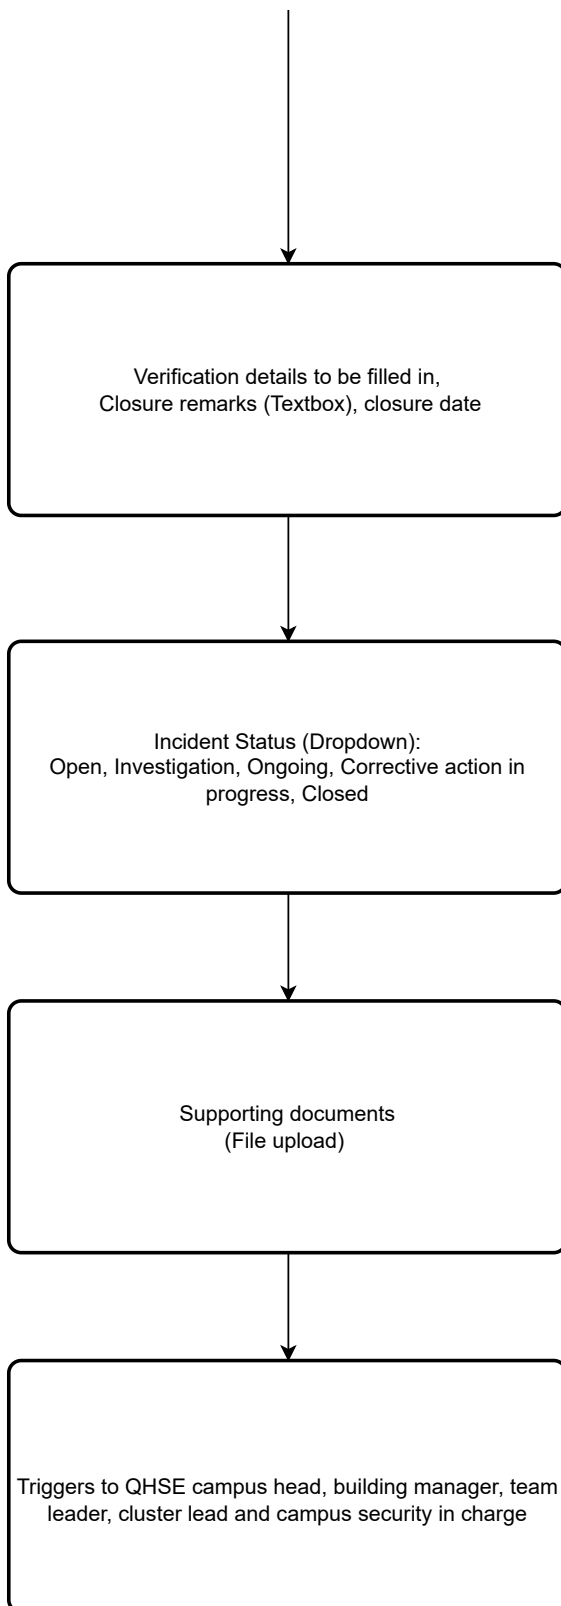 Verification details to be filled in,
Closure remarks (Textbox), closure date
Incident Status (Dropdown):
Open, Investigation, Ongoing, Corrective action in
progress, Closed
Supporting documents
(File upload)
Triggers to QHSE campus head, building manager, team
leader, cluster lead and campus security in charge